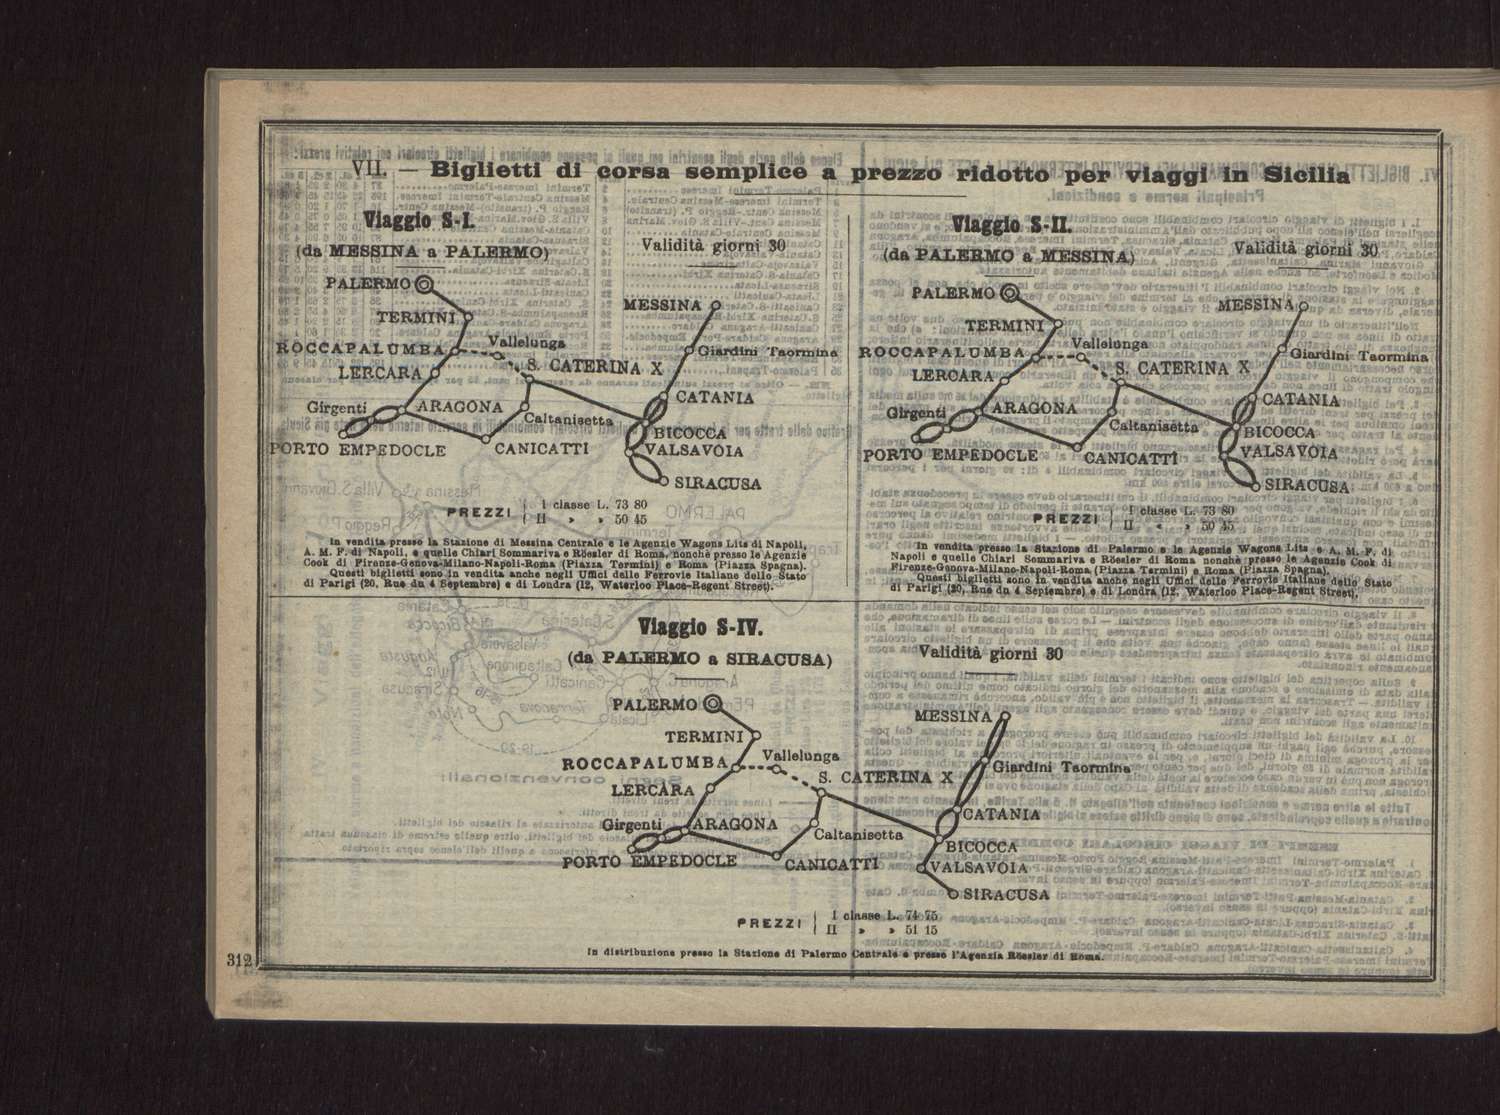 VII. — Biglietti di corsa semplice a prezzo ridotto per viaggi in Sicilia
Viaggio S-I.
(da MESSINA a PALERMO)
Validità giorni 30
PALERMO
TERMINI
ROCCAPALUMBA
Vallelunga
LERCARA
S. CATERINA X
MESSINA
Giardini Taormina
Girgenti
ARAGONA
Caltanisetta
CATANIA
PORTO EMPEDOCLE
CANICATTI
BICOCCA
VALSAVOIA
SIRACUSA
PREZZI { I classe L. 73 80
II » » 50 45
In vendita presso la Stazione di Messina Centrale e le Agenzie Wagons Lits di Napoli,
A. M. F. di Napoli, e quelle Chiari Sommariva e Röesler di Roma, nonchè presso le Agenzie
Cook di Firenze-Genova-Milano-Napoli-Roma (Piazza Termini) e Roma (Piazza Spagna).
Questi biglietti sono in vendita anche negli Uffici delle Ferrovie Italiane dello Stato
di Parigi (20, Rue du 4 Septembre) e di Londra (12, Waterloo Place-Regent Street).
Viaggio S-II.
(da PALERMO a MESSINA)
Validità giorni 30
PALERMO
TERMINI
ROCCAPALUMBA
Vallelunga
LERCARA
S. CATERINA X
MESSINA
Giardini Taormina
Girgenti
ARAGONA
Caltanisetta
CATANIA
PORTO EMPEDOCLE
CANICATTI
BICOCCA
VALSAVOIA
SIRACUSA
PREZZI { I classe L. 73 80
II » » 50 45
In vendita presso la Stazione di Palermo e le Agenzie Wagons Lits e A. M. F. di
Napoli e quelle Chiari Sommariva e Röesler di Roma nonchè presso le Agenzie Cook di
Firenze-Genova-Milano-Napoli-Roma (Piazza Termini) e Roma (Piazza Spagna).
Questi biglietti sono in vendita anche negli Uffici delle Ferrovie Italiane dello Stato
di Parigi (20, Rue du 4 Septembre) e di Londra (12, Waterloo Place-Regent Street).
Viaggio S-IV.
(da PALERMO a SIRACUSA)
Validità giorni 30
PALERMO
TERMINI
ROCCAPALUMBA
Vallelunga
LERCARA
S. CATERINA X
MESSINA
Giardini Taormina
Girgenti
ARAGONA
Caltanisetta
CATANIA
PORTO EMPEDOCLE
CANICATTI
BICOCCA
VALSAVOIA
SIRACUSA
PREZZI { I classe L. 74 75
II » » 51 15
In distribuzione presso la Stazione di Palermo Centrale e presso l'Agenzia Röesler di Roma.
312